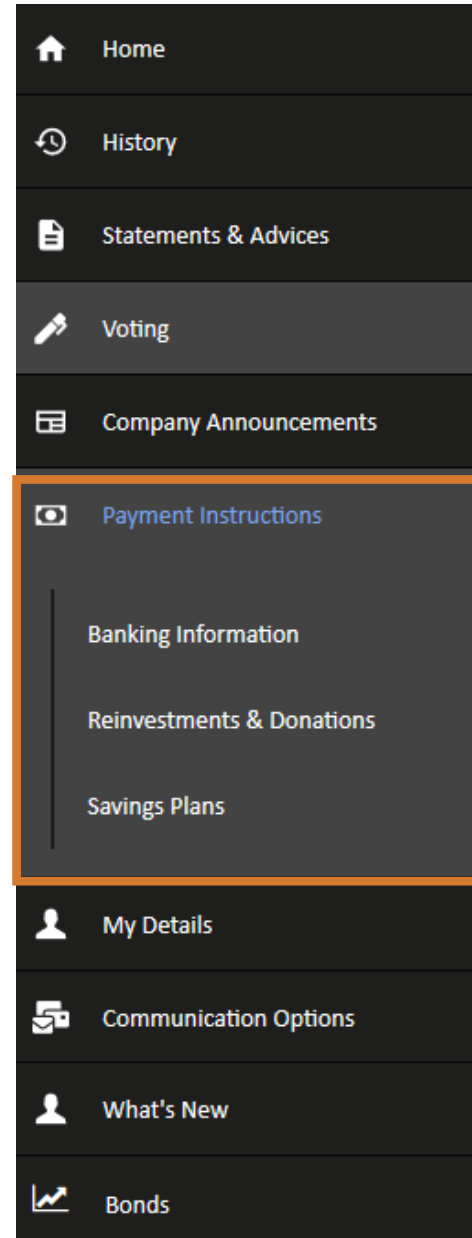 Home
History
Statements & Advices
Voting
Company Announcements
Payment Instructions
Banking Information
Reinvestments & Donations
Savings Plans
My Details
Communication Options
What's New
Bonds